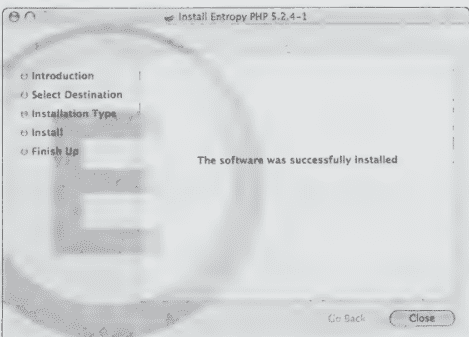 Install Entropy PHP 5.2.4-1
Introduction
Select Destination
Installation Type
Install
Finish Up
The software was successfully installed
Go Back
Close